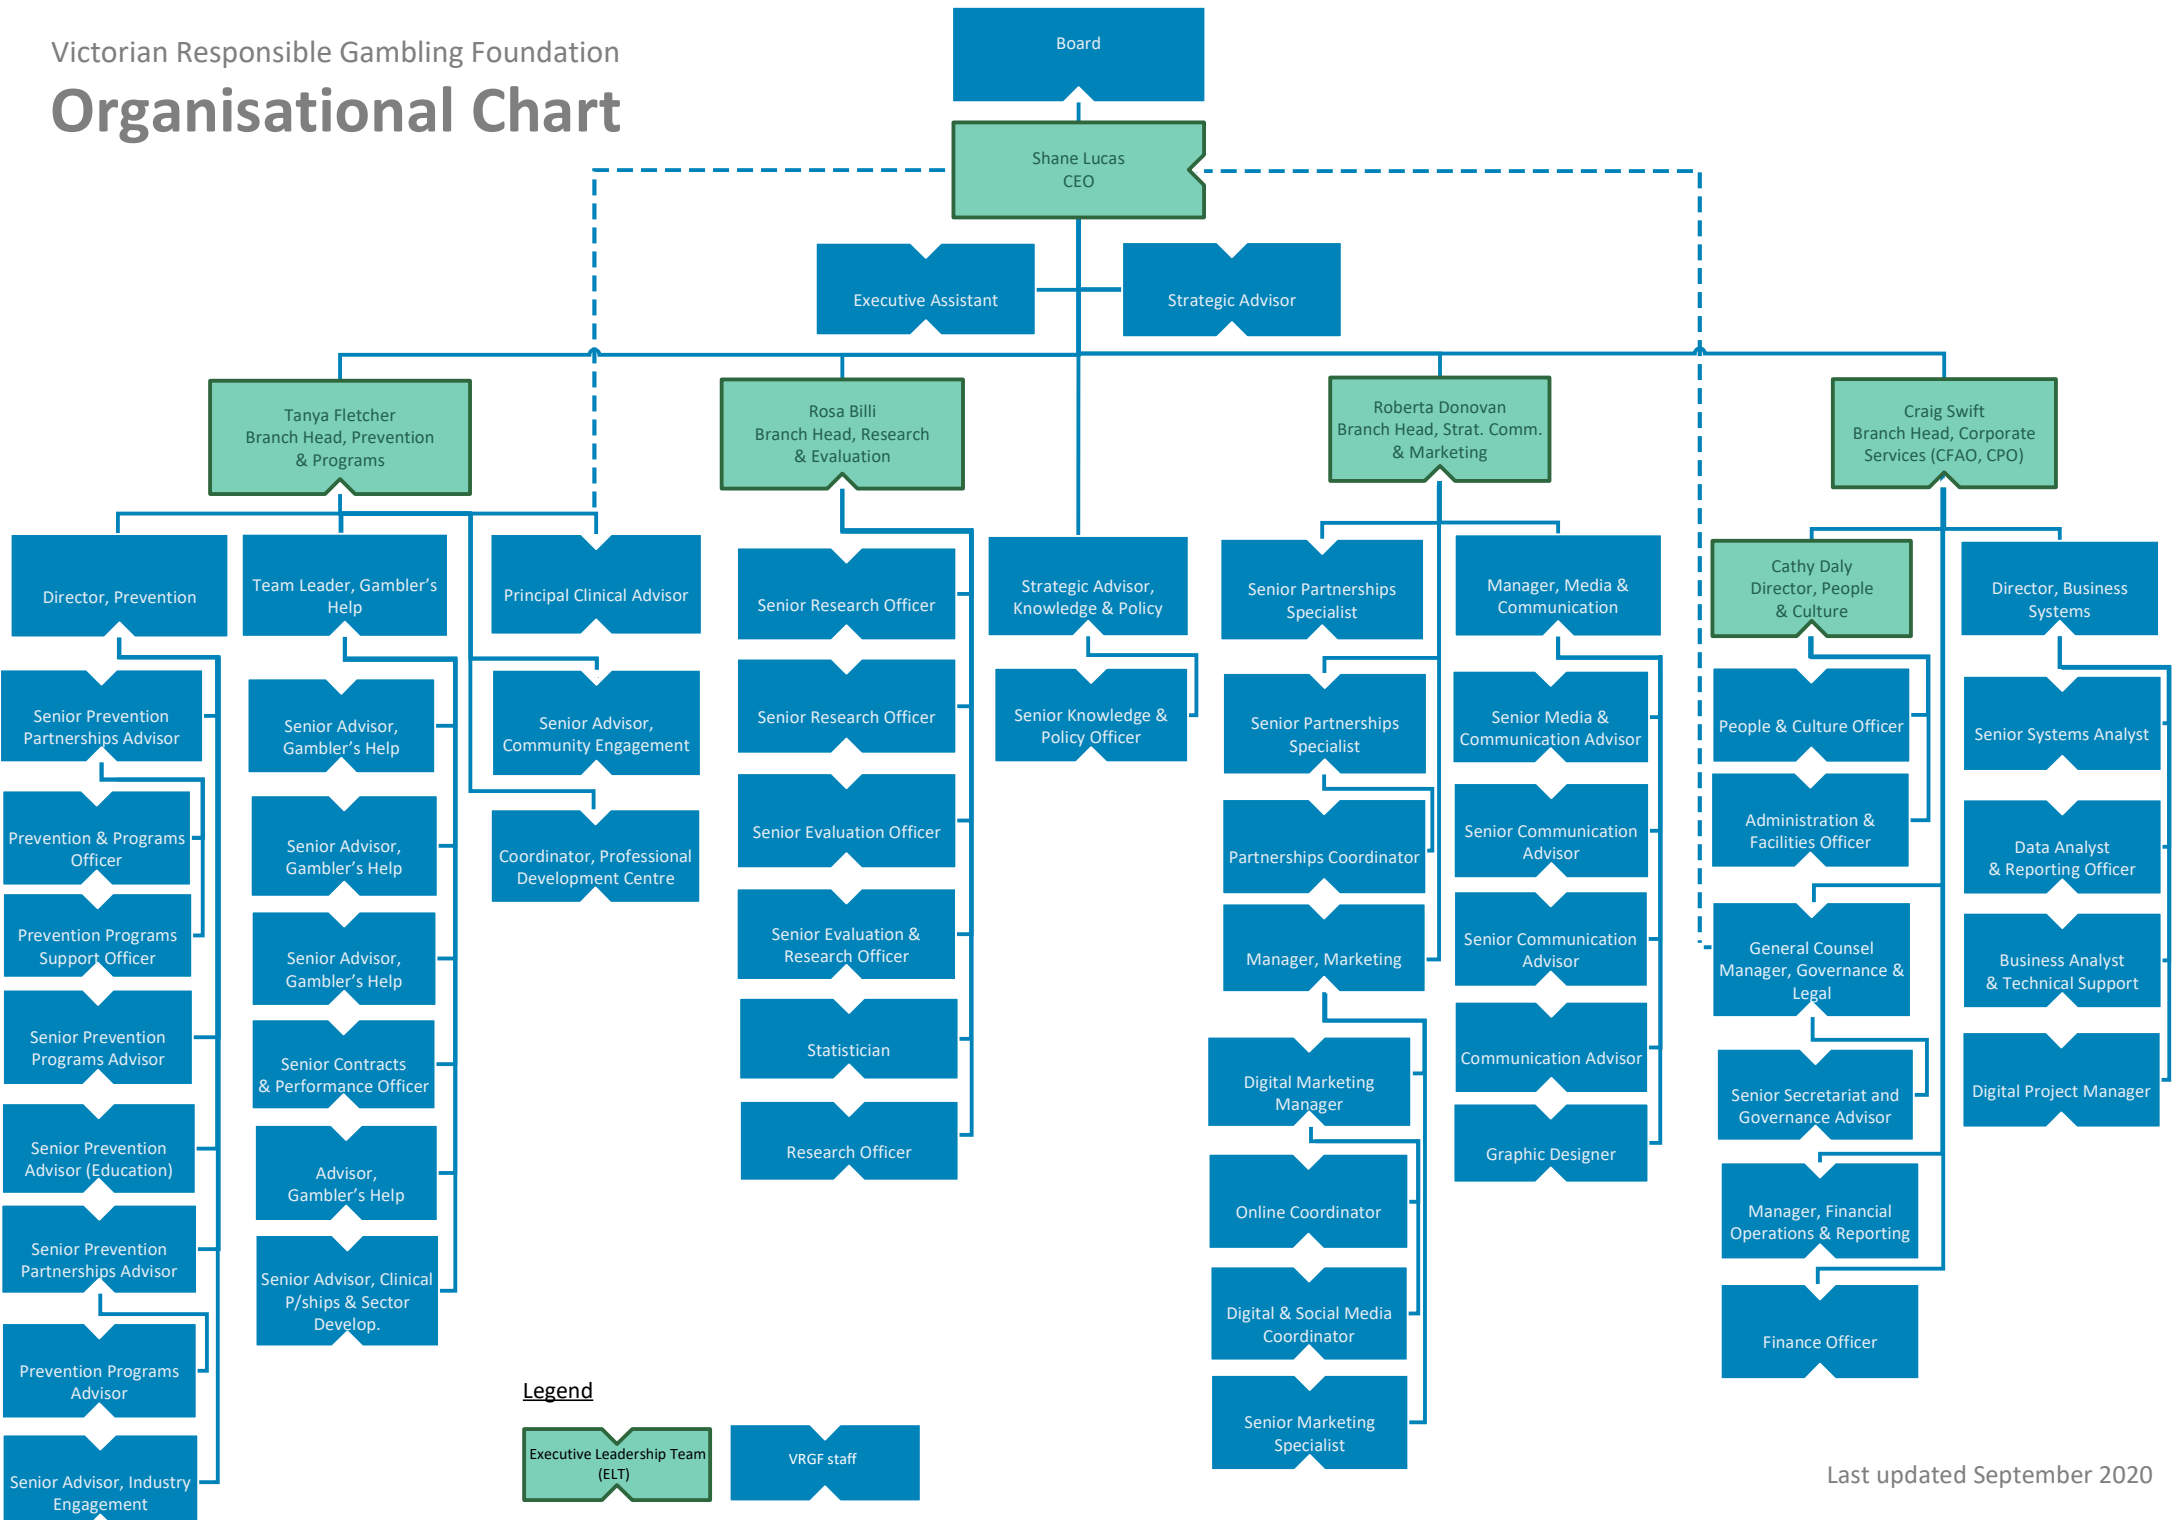 Victorian Responsible Gambling Foundation
Organisational Chart
Board
Shane Lucas
CEO
Executive Assistant
Strategic Advisor
Tanya Fletcher
Branch Head, Prevention
& Programs
Rosa Billi
Branch Head, Research
& Evaluation
Roberta Donovan
Branch Head, Strat. Comm.
& Marketing
Craig Swift
Branch Head, Corporate
Services (CFAO, CPO)
Director, Prevention
Senior Prevention
Partnerships Advisor
Prevention & Programs
Officer
Prevention Programs
Support Officer
Senior Prevention
Programs Advisor
Senior Prevention
Advisor (Education)
Senior Prevention
Partnerships Advisor
Prevention Programs
Advisor
Senior Advisor, Industry
Engagement
Team Leader, Gambler's
Help
Senior Advisor,
Gambler's Help
Senior Advisor,
Gambler's Help
Senior Advisor,
Gambler's Help
Senior Contracts
& Performance Officer
Advisor,
Gambler's Help
Senior Advisor, Clinical
P/ships & Sector
Develop.
Principal Clinical Advisor
Senior Advisor,
Community Engagement
Coordinator, Professional
Development Centre
Senior Research Officer
Senior Research Officer
Senior Evaluation Officer
Senior Evaluation &
Research Officer
Statistician
Research Officer
Strategic Advisor,
Knowledge & Policy
Senior Knowledge &
Policy Officer
Senior Partnerships
Specialist
Senior Partnerships
Specialist
Partnerships Coordinator
Manager, Marketing
Digital Marketing
Manager
Online Coordinator
Digital & Social Media
Coordinator
Senior Marketing
Specialist
Manager, Media &
Communication
Senior Media &
Communication Advisor
Senior Communication
Advisor
Senior Communication
Advisor
Communication Advisor
Graphic Designer
Cathy Daly
Director, People
& Culture
People & Culture Officer
Administration &
Facilities Officer
General Counsel
Manager, Governance &
Legal
Senior Secretariat and
Governance Advisor
Manager, Financial
Operations & Reporting
Finance Officer
Director, Business
Systems
Senior Systems Analyst
Data Analyst
& Reporting Officer
Business Analyst
& Technical Support
Digital Project Manager
Legend
Executive Leadership Team
(ELT)
VRGF staff
Last updated September 2020